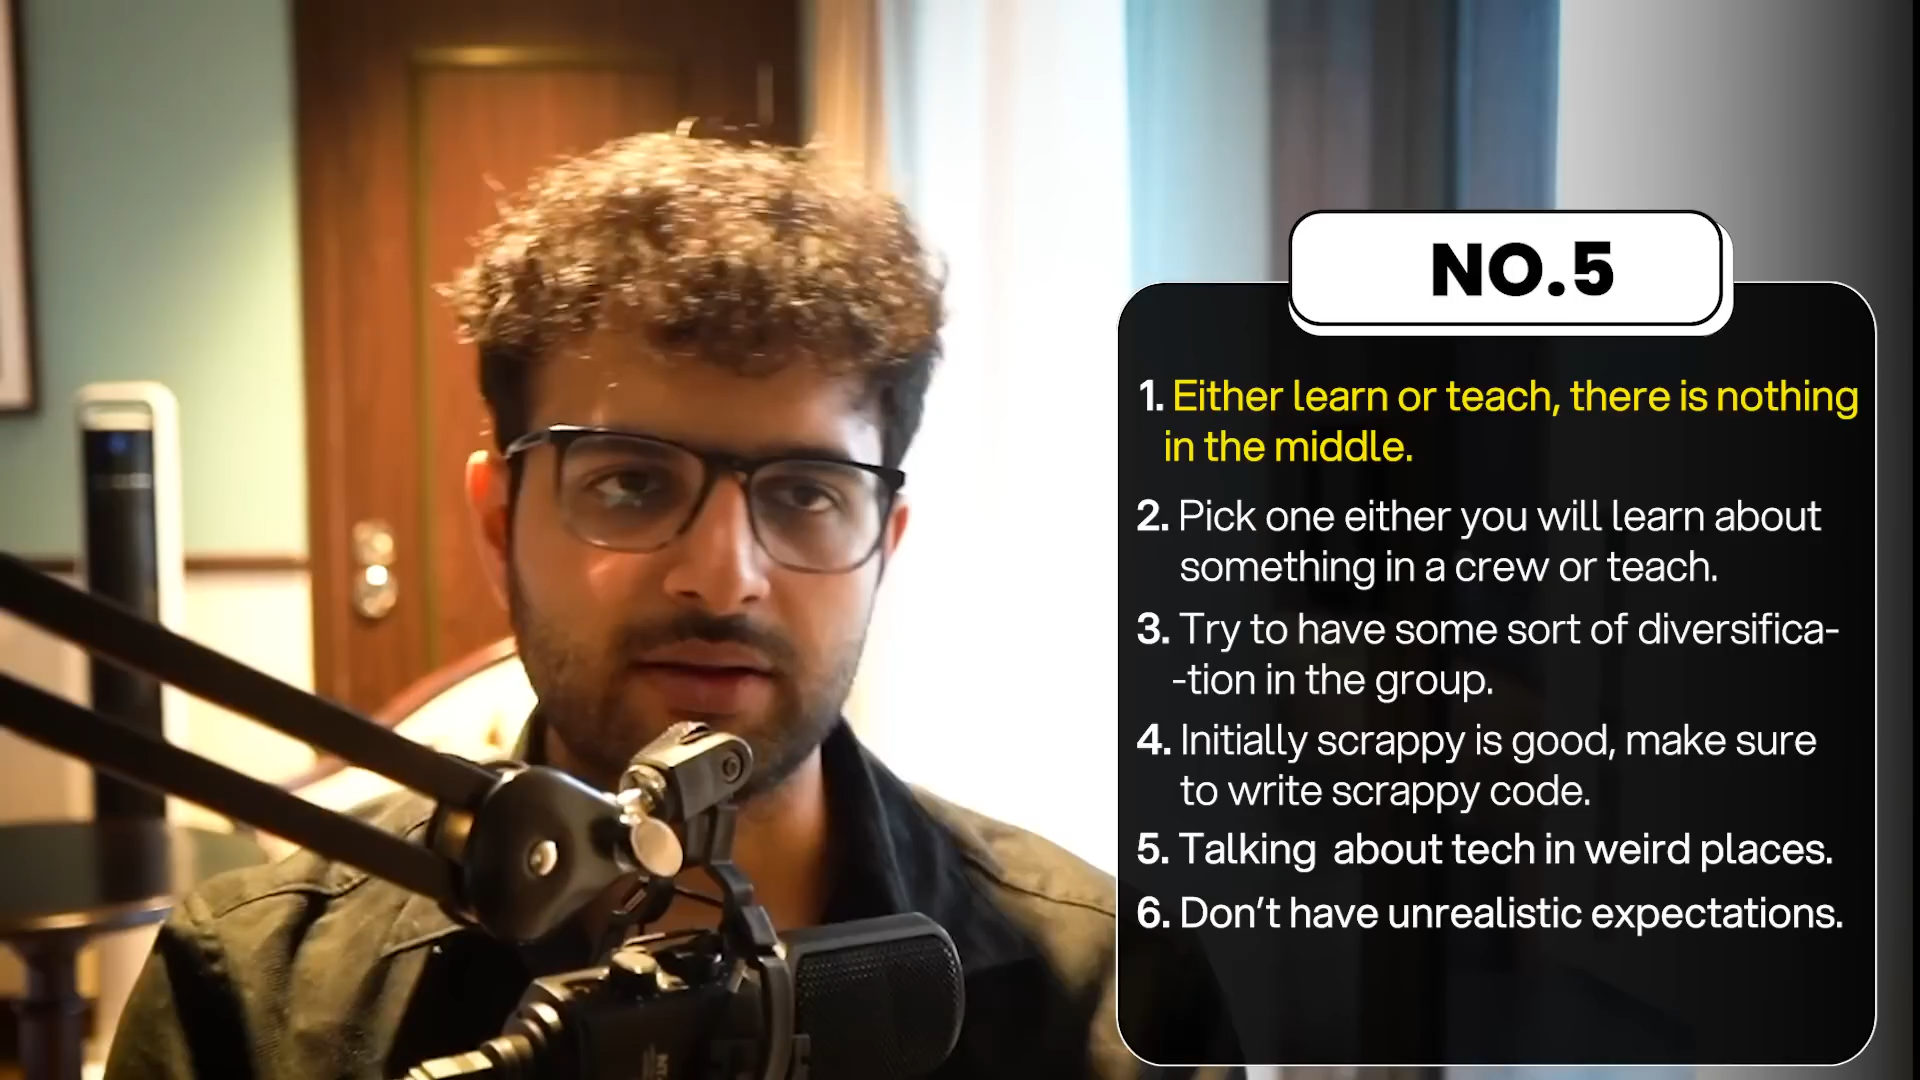 NO.5
1. Either learn or teach, there is nothing
in the middle.
2. Pick one either you will learn about
something in a crew or teach.
3. Try to have some sort of diversifica-
-tion in the group.
4. Initially scrappy is good, make sure
to write scrappy code.
5. Talking  about tech in weird places.
6. Don’t have unrealistic expectations.